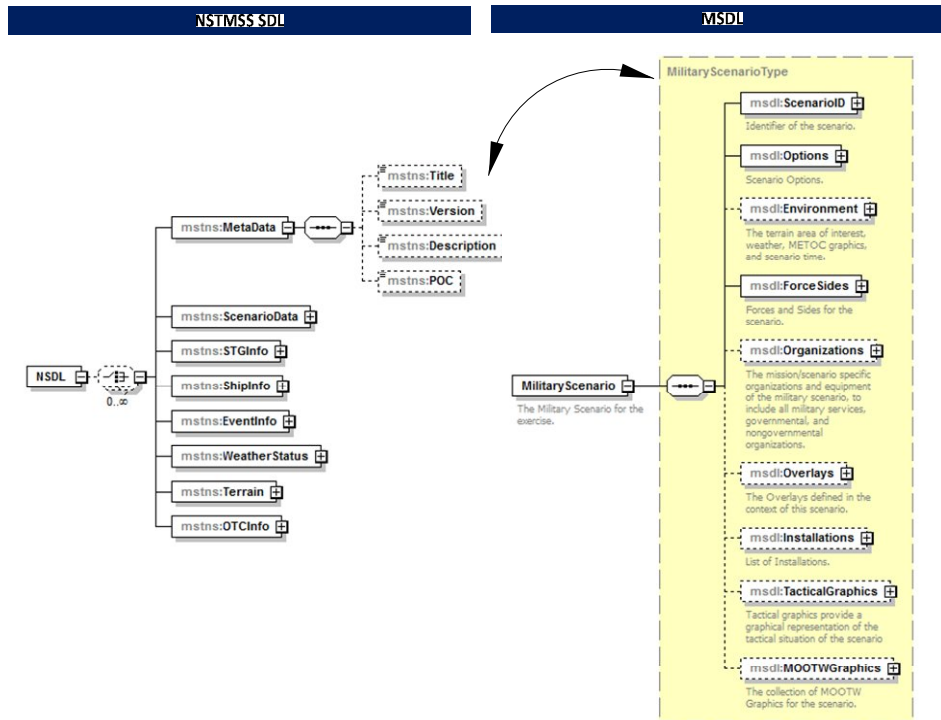 NSTMSS SDL
MSDL
MilitaryScenarioType
msdl:ScenarioID
Identifier of the scenario.
msdl:Options
Scenario Options.
msdl:Environment
The terrain area of interest,
weather, METOC graphics,
and scenario time.
msdl:ForceSides
Forces and Sides for the
scenario.
msdl:Organizations
The mission/scenario specific
organizations and equipment
of the military scenario, to
include all military services,
governmental, and
nongovernmental
organizations.
msdl:Overlays
The Overlays defined in the
context of this scenario.
msdl:Installations
List of Installations.
msdl:TacticalGraphics
Tactical graphics provide a
graphical representation of the
tactical situation of the scenario
msdl:MOOTWGraphics
The collection of MOOTW
Graphics for the scenario.
MilitaryScenario
The Military Scenario for the
exercise.
mstns:Title
mstns:Version
mstns:Description
mstns:POC
mstns:MetaData
mstns:ScenarioData
mstns:STGInfo
mstns:ShipInfo
mstns:EventInfo
mstns:WeatherStatus
mstns:Terrain
mstns:OTCInfo
NSDL
0..∞